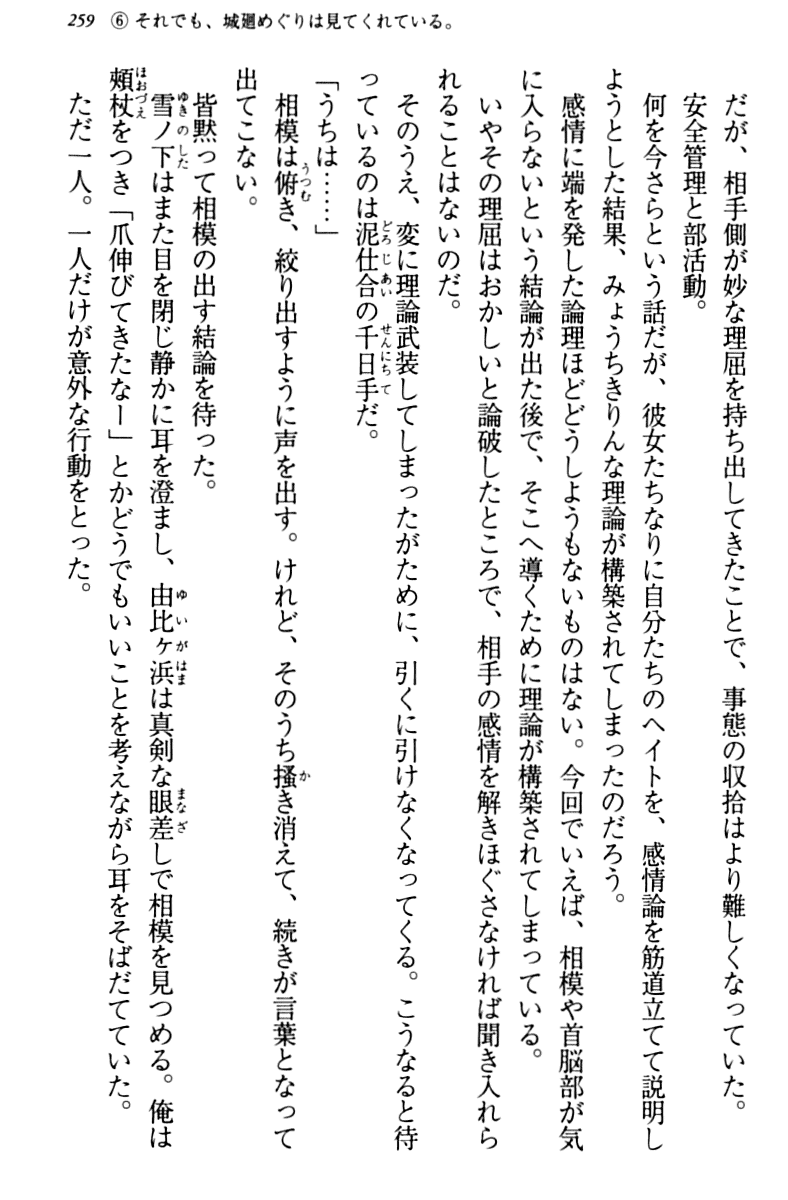 259 ⑥ それでも、城廻めぐりは見てくれている。
だが、相手側が妙な理屈を持ち出してきたことで、事態の収拾はより難しくなっていた。
安全管理と部活動。
何を今さらという話だが、彼女たちなりに自分たちのヘイトを、感情論を筋道立てて説明し
ようとした結果、みょうちきりんな理論が構築されてしまったのだろう。
感情に端を発した論理ほどどうしようもないものはない。今回でいえば、相模や首脳部が気
に入らないという結論が出た後で、そこへ導くために理論が構築されてしまっている。
いやその理屈はおかしいと論破したところで、相手の感情を解きほぐさなければ聞き入れら
れることはないのだ。
そのうえ、変に理論武装してしまったがために、引くに引けなくなってくる。こうなると待
っているのは泥仕合の千日手だ。
「うちは……」
相模は俯き、絞り出すように声を出す。けれど、そのうち掻き消えて、続きが言葉となって
出てこない。
皆黙って相模の出す結論を待った。
雪ノ下はまた目を閉じ静かに耳を澄まし、由比ヶ浜は真剣な眼差しで相模を見つめる。俺は
頰杖をつき「爪伸びてきたなー」とかどうでもいいことを考えながら耳をそばだてていた。
ただ一人。一人だけが意外な行動をとった。